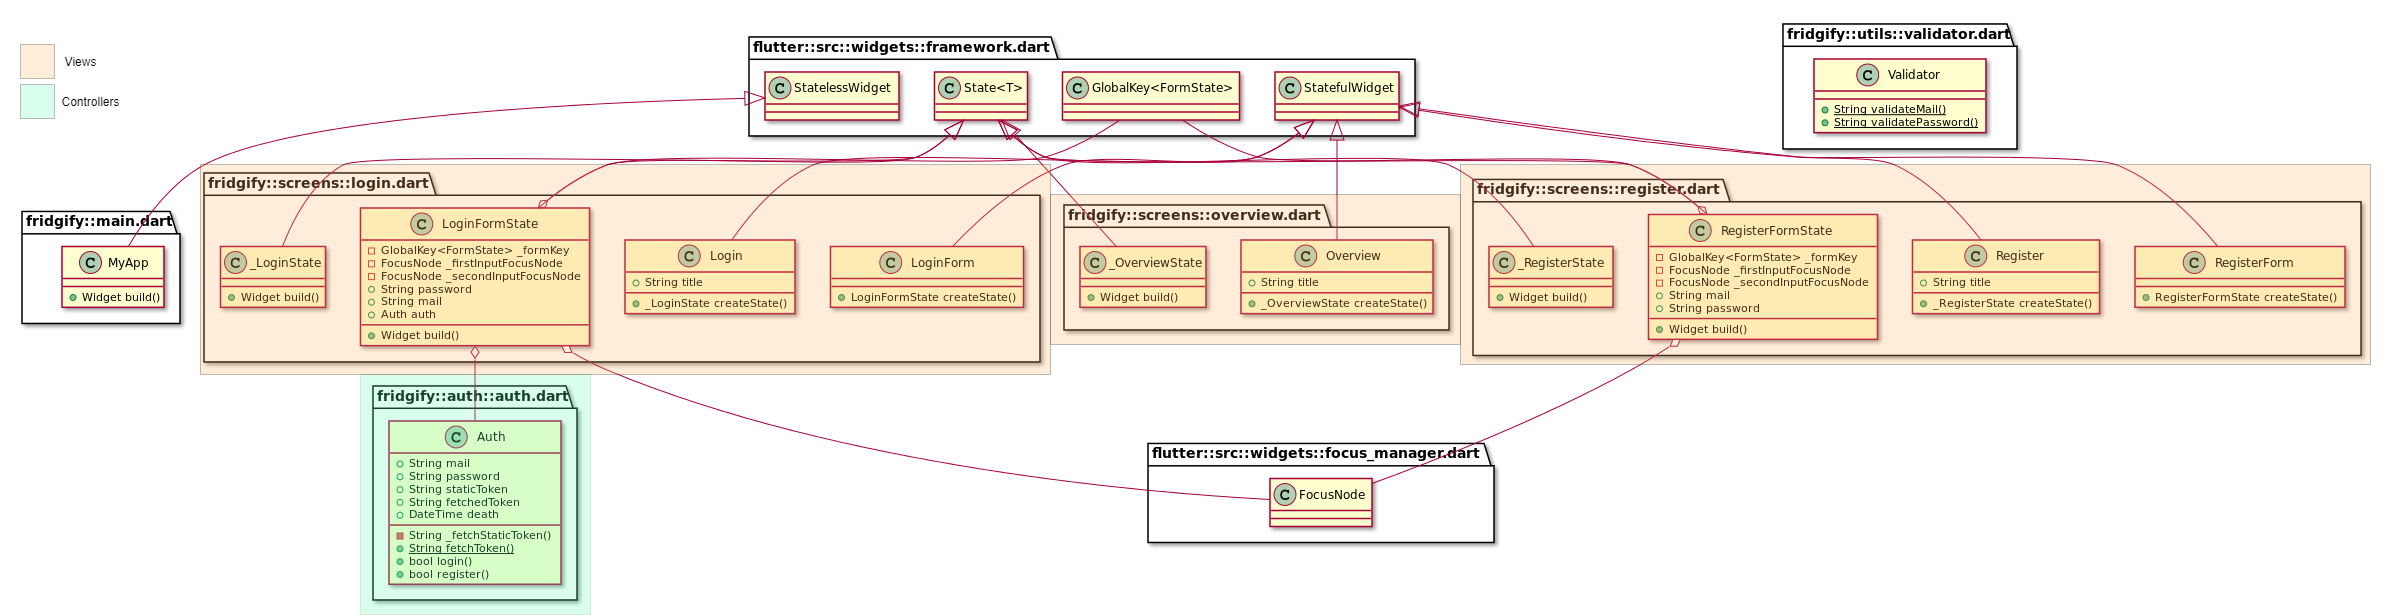 Views
Controllers
flutter::src::widgets::framework.dart
C StatelessWidget
C State<T>
C GlobalKey<FormState>
C StatefulWidget
fridgify::utils::validator.dart
C Validator
String validateMail()
String validatePassword()
fridgify::main.dart
C MyApp
Widget build()
fridgify::screens::login.dart
C _LoginState
Widget build()
C LoginFormState
GlobalKey<FormState> _formKey
FocusNode _firstInputFocusNode
FocusNode _secondInputFocusNode
String password
String mail
Auth auth
Widget build()
C Login
String title
_LoginState createState()
C LoginForm
LoginFormState createState()
fridgify::screens::overview.dart
C _OverviewState
Widget build()
C Overview
String title
_OverviewState createState()
fridgify::screens::register.dart
C _RegisterState
Widget build()
C RegisterFormState
GlobalKey<FormState> _formKey
FocusNode _firstInputFocusNode
FocusNode _secondInputFocusNode
String mail
String password
Widget build()
C Register
String title
_RegisterState createState()
C RegisterForm
RegisterFormState createState()
fridgify::auth::auth.dart
C Auth
String mail
String password
String staticToken
String fetchedToken
DateTime death
String _fetchStaticToken()
String fetchToken()
bool login()
bool register()
flutter::src::widgets::focus_manager.dart
C FocusNode